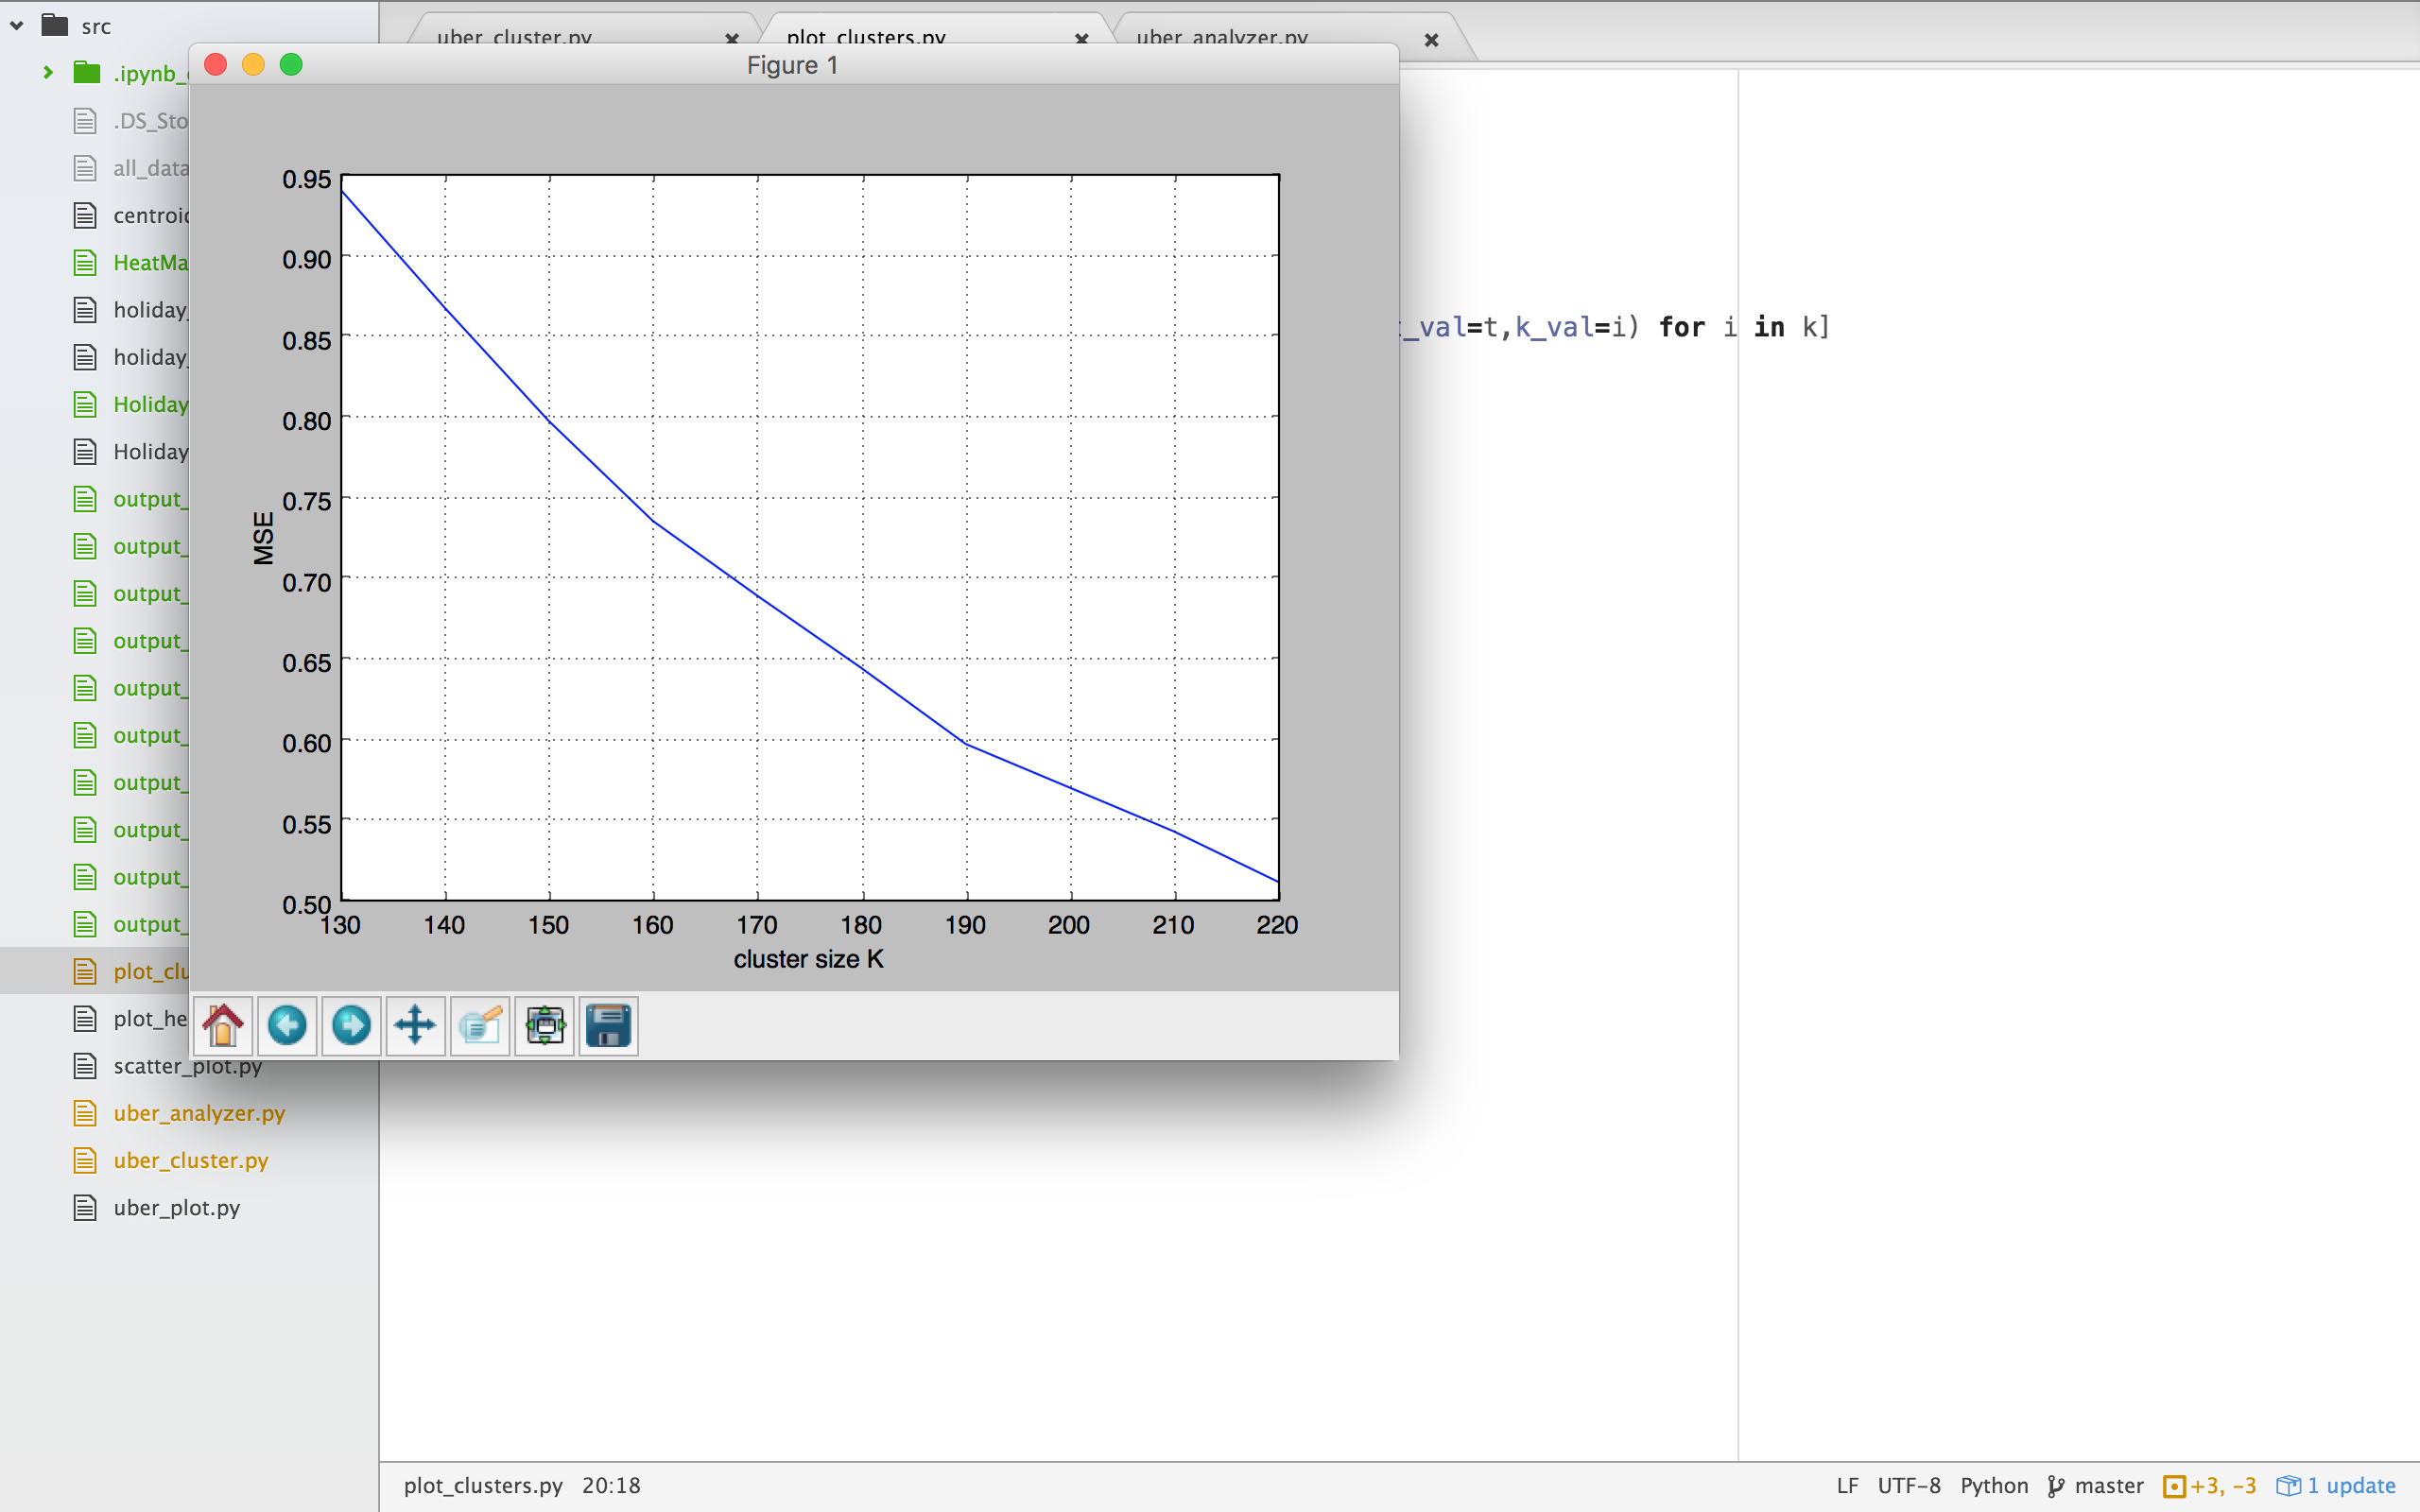 src
uber_cluster.py
plot_clusters.py
uber_analyzer.py
Figure 1
.ipynb_
.DS_Sto
all_data
centroid
HeatMa
holiday_
holiday_
Holiday
Holiday
output_
output_
output_
output_
output_
output_
output_
output_
output_
output_
plot_clu
plot_he
scatter_plot.py
uber_analyzer.py
uber_cluster.py
uber_plot.py
_val=t,k_val=i) for i in k]
0.95
0.90
0.85
0.80
0.75
0.70
0.65
0.60
0.55
0.50
MSE
130 140 150 160 170 180 190 200 210 220
cluster size K
plot_clusters.py 20:18
LF UTF-8 Python master +3, -3 1 update